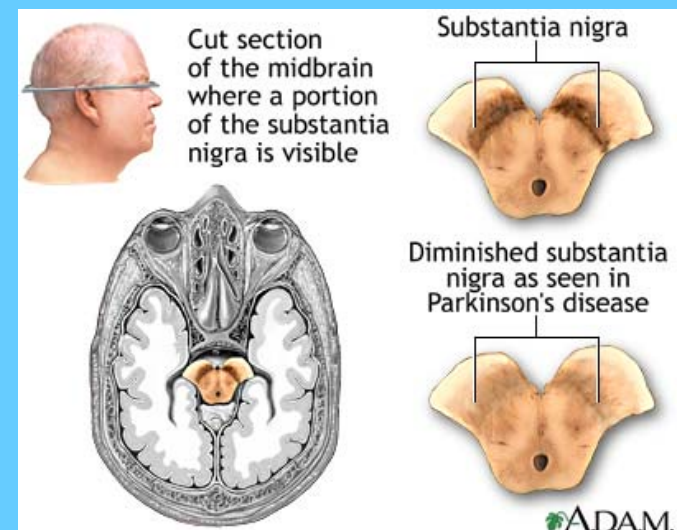 Cut section
of the midbrain
where a portion
of the substantia
nigra is visible
Substantia nigra
Diminished substantia
nigra as seen in
Parkinson's disease
ADAM.